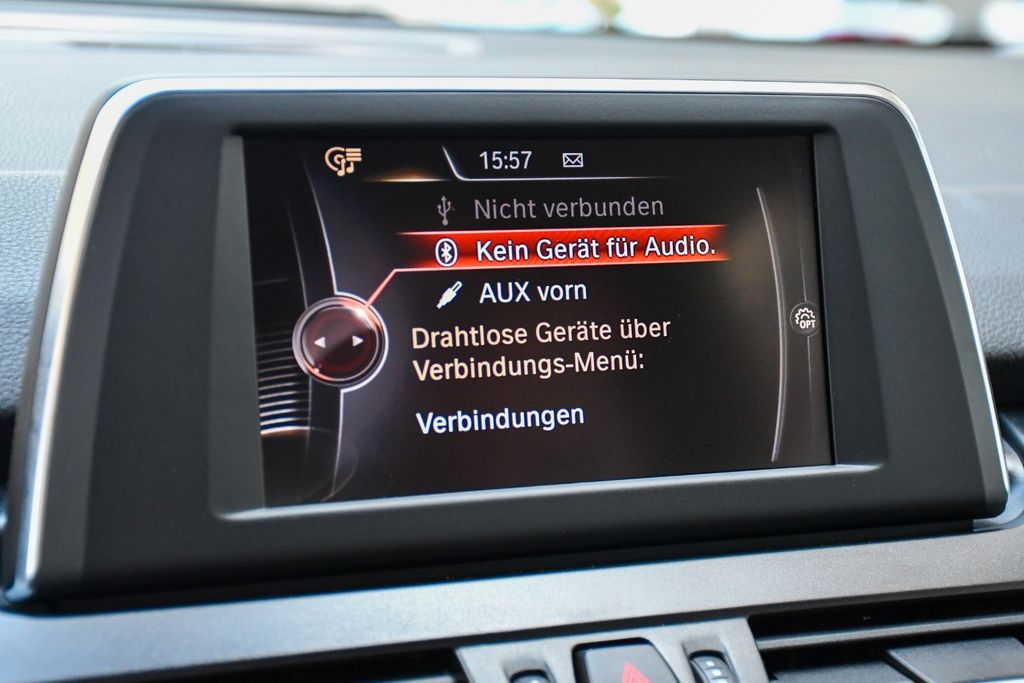 15:57
Nicht verbunden
Kein Gerät für Audio.
AUX vorn
OPT
Drahtlose Geräte über
Verbindungs-Menü:
Verbindungen